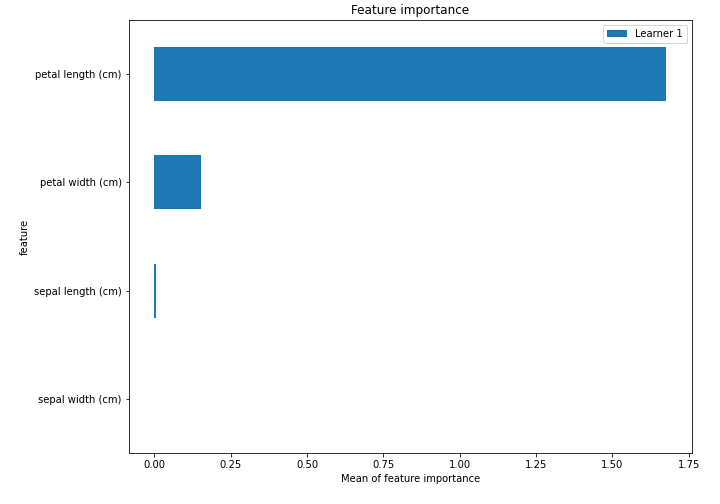 Feature importance
Learner 1
petal length (cm)
petal width (cm)
feature
sepal length (cm)
sepal width (cm)
0.00 0.25 0.50 0.75 1.00 1.25 1.50 1.75
Mean of feature importance